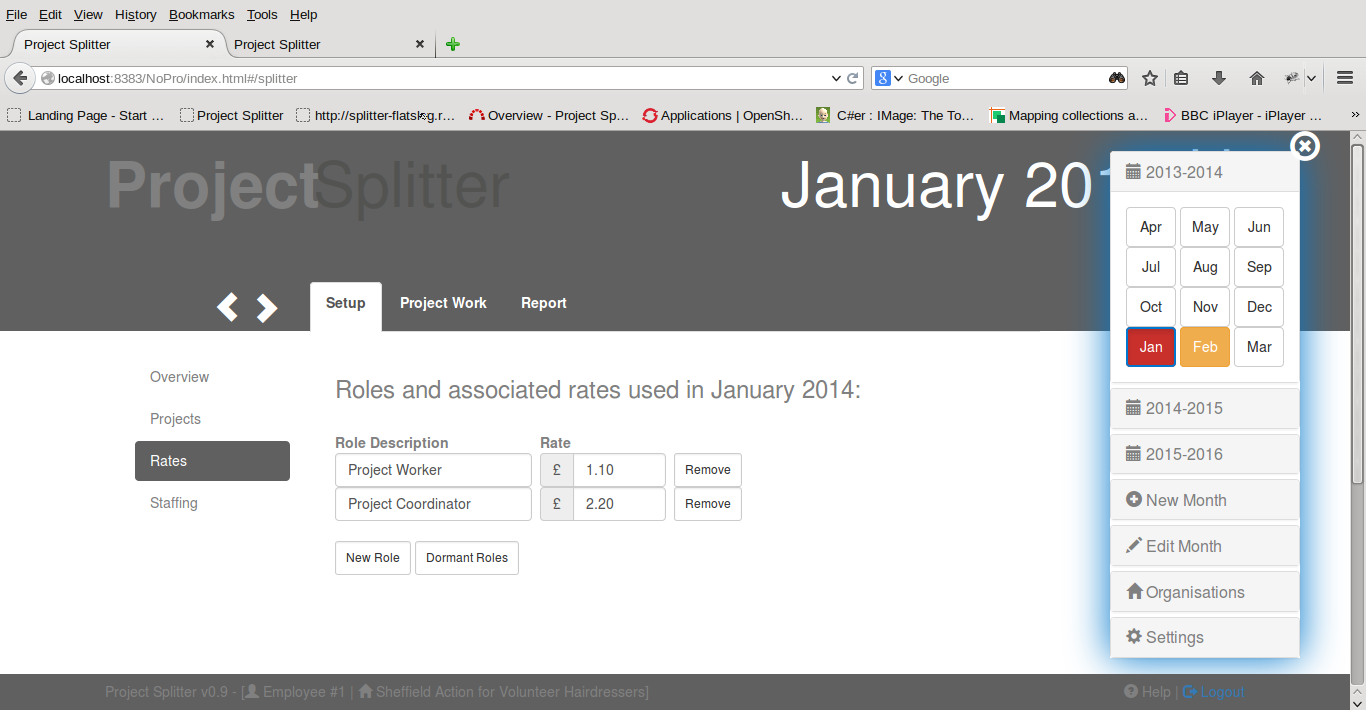 File Edit View History Bookmarks Tools Help
Project Splitter Project Splitter
localhost:8383/NoPro/index.html#/splitter Google
Landing Page - Start ... Project Splitter Overview - Project Sp... Applications | OpenSh... C#er : IMage: The To... Mapping collections a... BBC iPlayer - iPlayer ...
ProjectSplitter January 20
2013-2014
Apr May Jun
Jul Aug Sep
Oct Nov Dec
Jan Feb Mar
2014-2015
2015-2016
New Month
Edit Month
Organisations
Settings
Setup Project Work Report
Overview
Projects
Rates
Staffing
Roles and associated rates used in January 2014:
Role Description Rate
Project Worker £ 1.10 Remove
Project Coordinator £ 2.20 Remove
New Role Dormant Roles
Project Splitter v0.9 - [ Employee #1 | Sheffield Action for Volunteer Hairdressers] Help | Logout